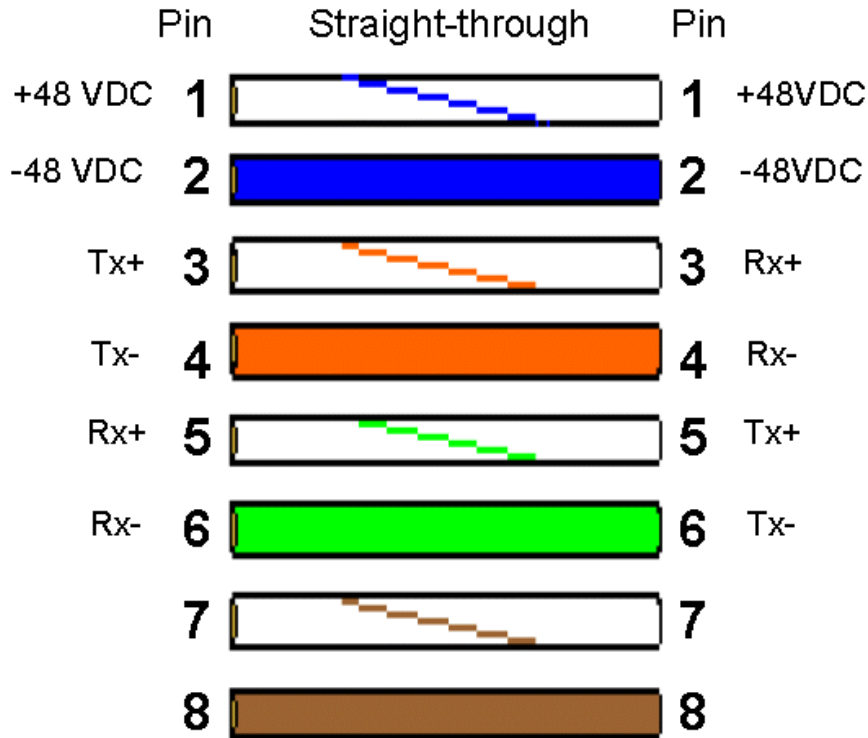 Pin Straight-through Pin
+48 VDC 1 1 +48VDC
-48 VDC 2 2 -48VDC
Tx+ 3 3 Rx+
Tx- 4 4 Rx-
Rx+ 5 5 Tx+
Rx- 6 6 Tx-
7 7
8 8